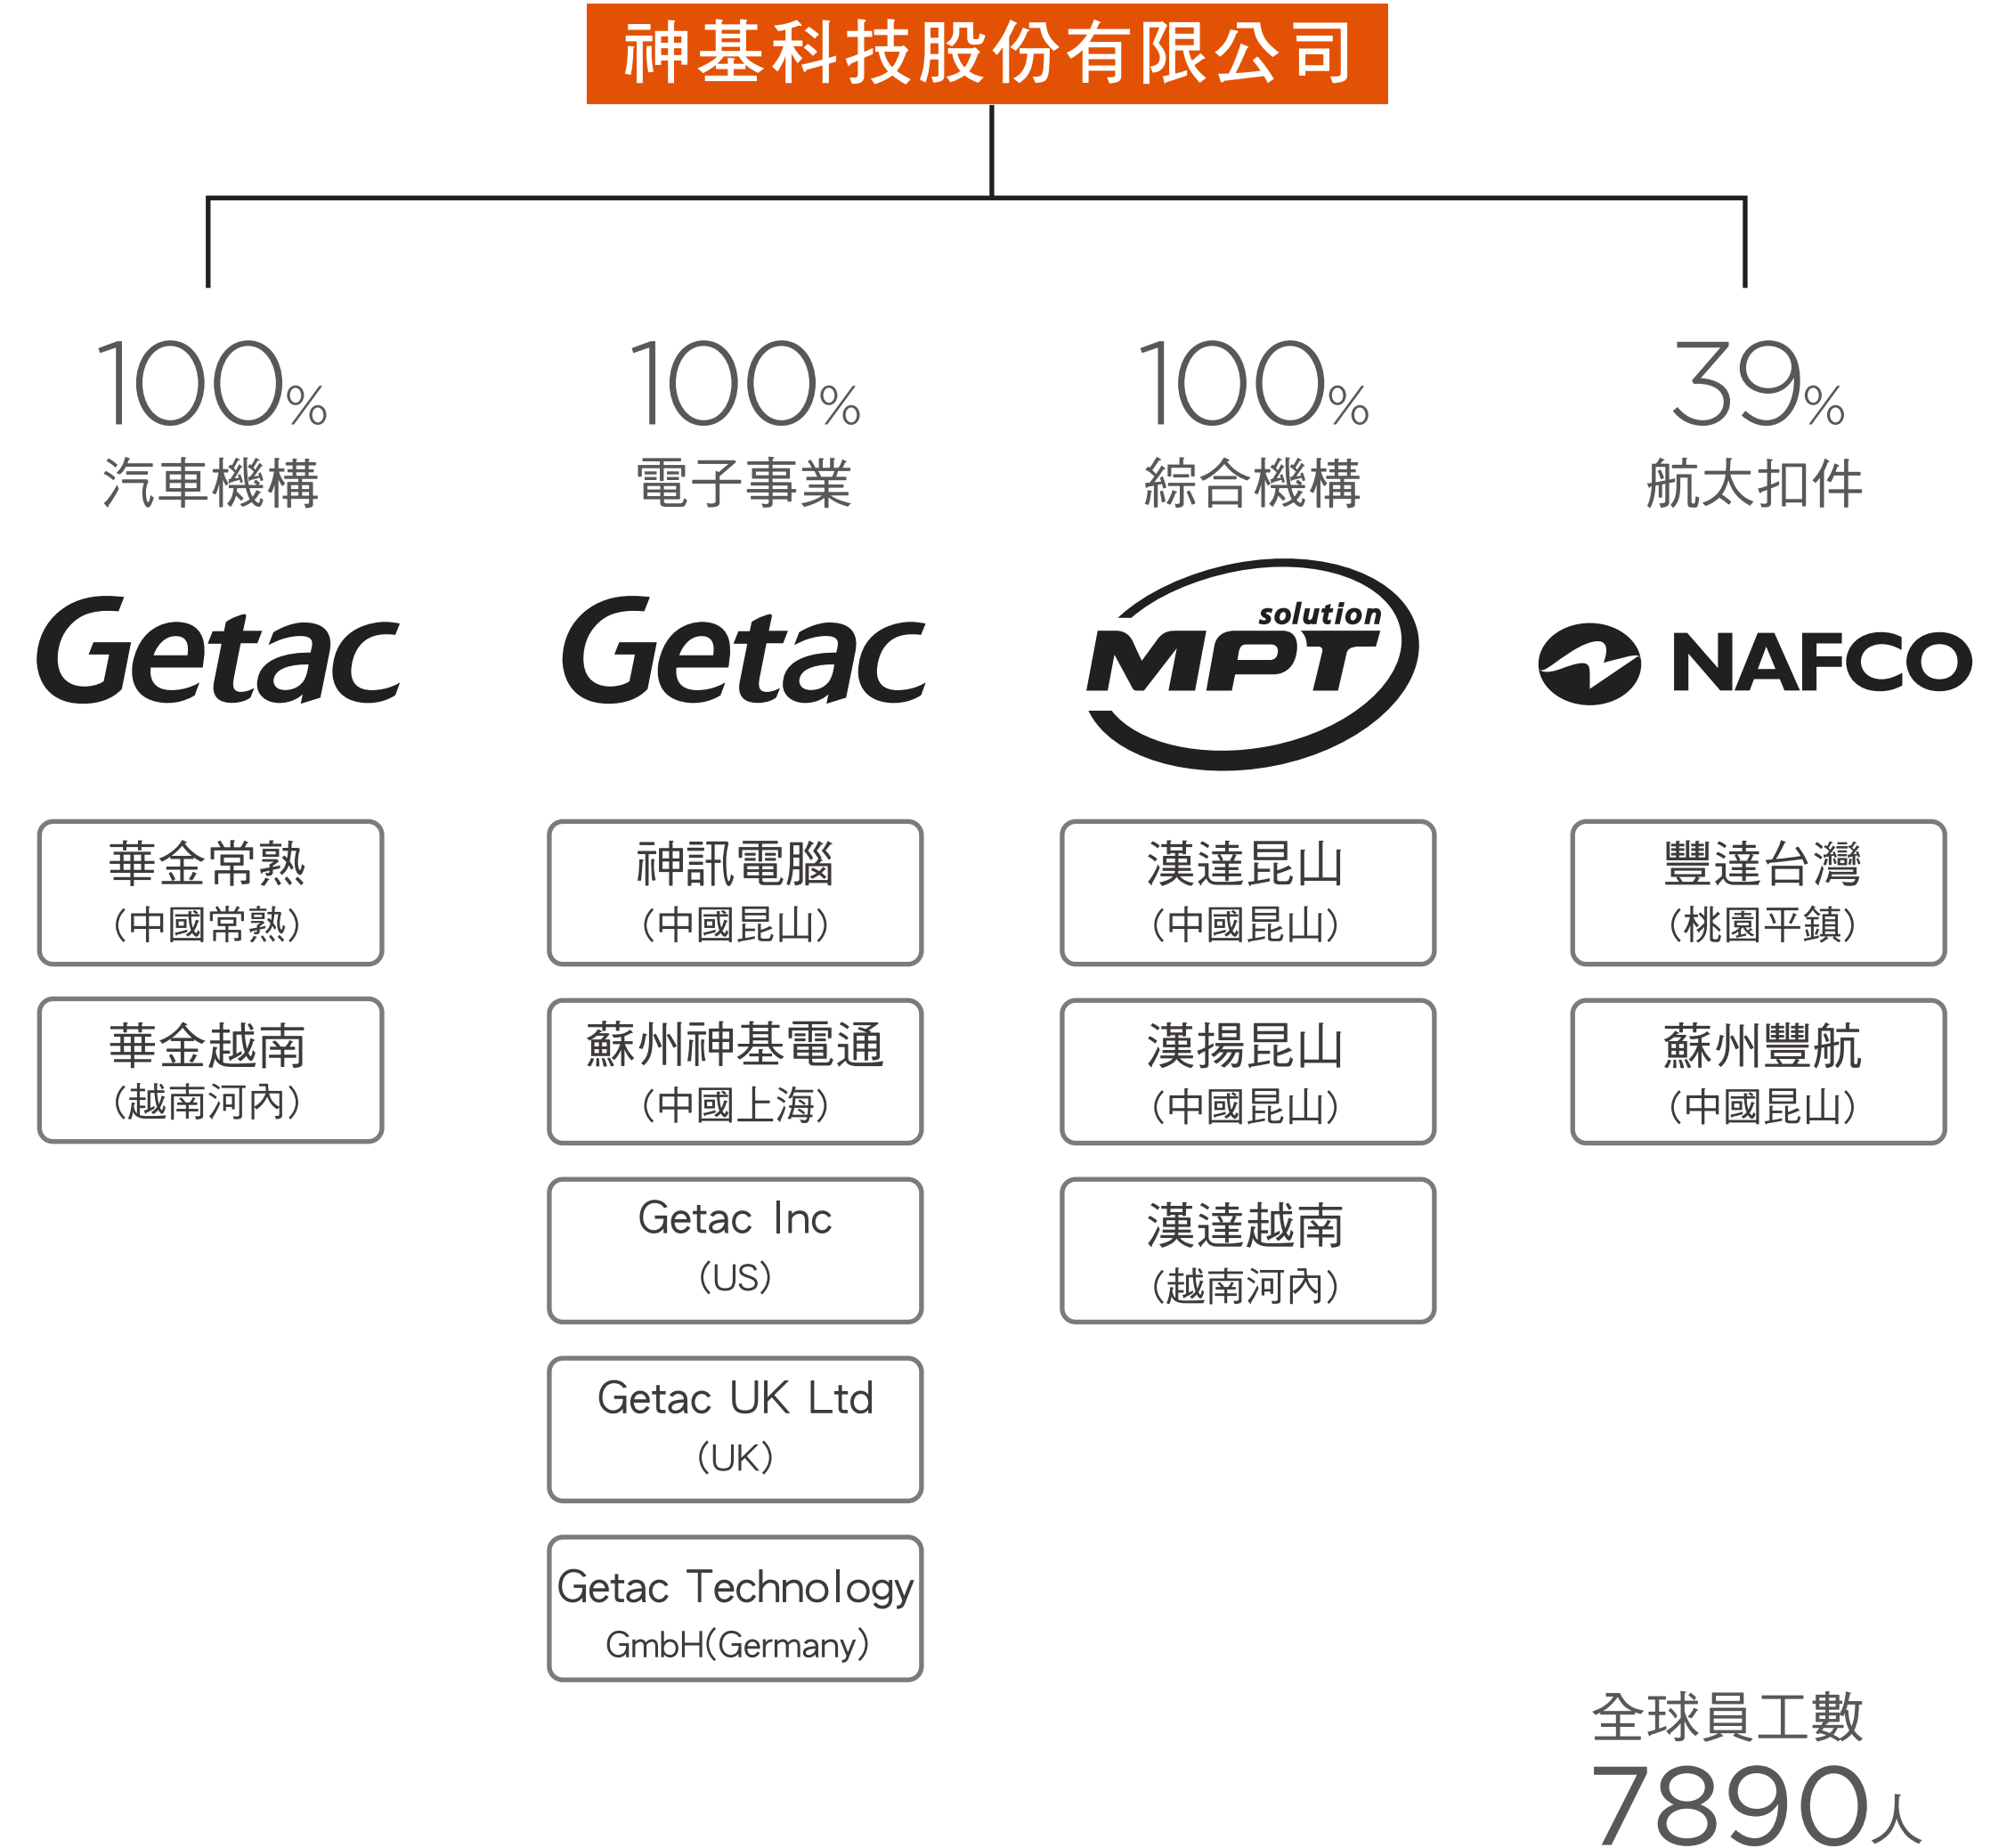 神基科技股份有限公司
100%
汽車機構
Getac
華金常熟
(中國常熟)
華金越南
(越南河內)
100%
電子事業
Getac
神訊電腦
(中國昆山)
蘇州神基電通
(中國上海)
Getac Inc
(US)
Getac UK Ltd
(UK)
Getac Technology
GmbH(Germany)
100%
綜合機構
solution
MPT
漢達昆山
(中國昆山)
漢揚昆山
(中國昆山)
漢達越南
(越南河內)
39%
航太扣件
NAFCO
豐達台灣
(桃園平鎮)
蘇州豐航
(中國昆山)
全球員工數
7890人